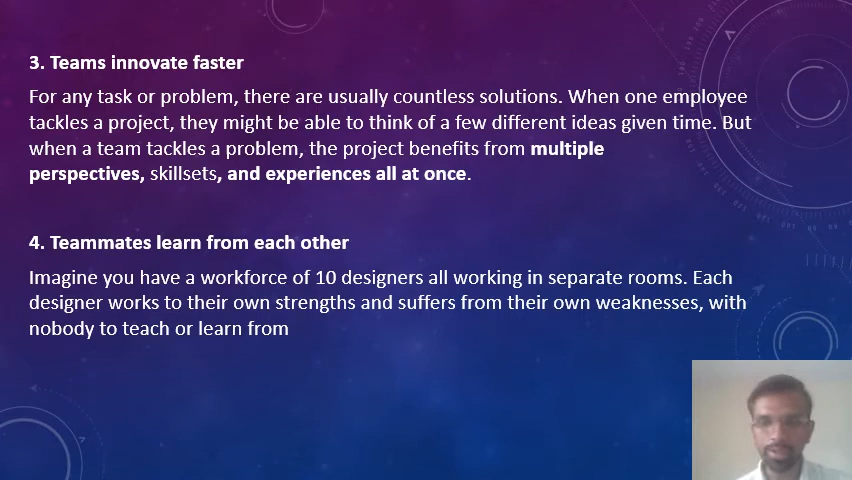 3. Teams innovate faster
For any task or problem, there are usually countless solutions. When one employee
tackles a project, they might be able to think of a few different ideas given time. But
when a team tackles a problem, the project benefits from multiple
perspectives, skillsets, and experiences all at once.
4. Teammates learn from each other
Imagine you have a workforce of 10 designers all working in separate rooms. Each
designer works to their own strengths and suffers from their own weaknesses, with
nobody to teach or learn from